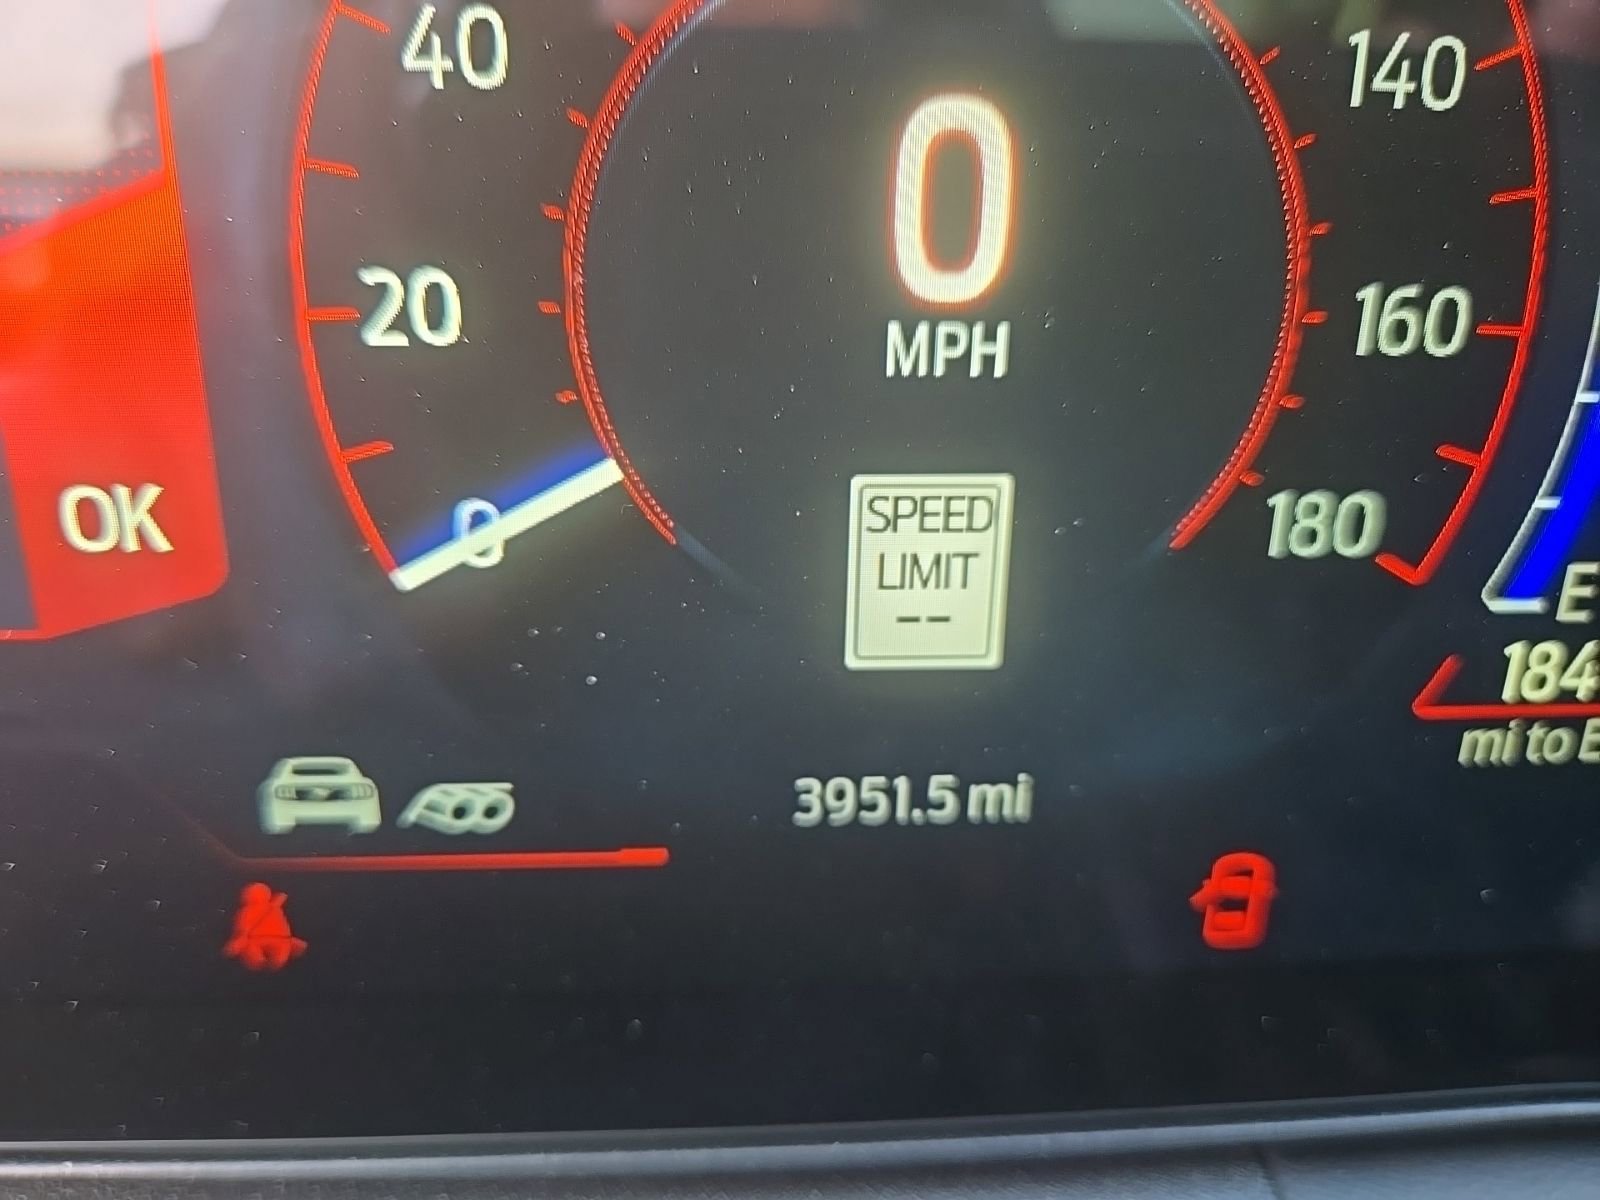 40
140
0
MPH
20
160
OK
0
180
SPEED
LIMIT
--
E
184
mi to E
3951.5 mi